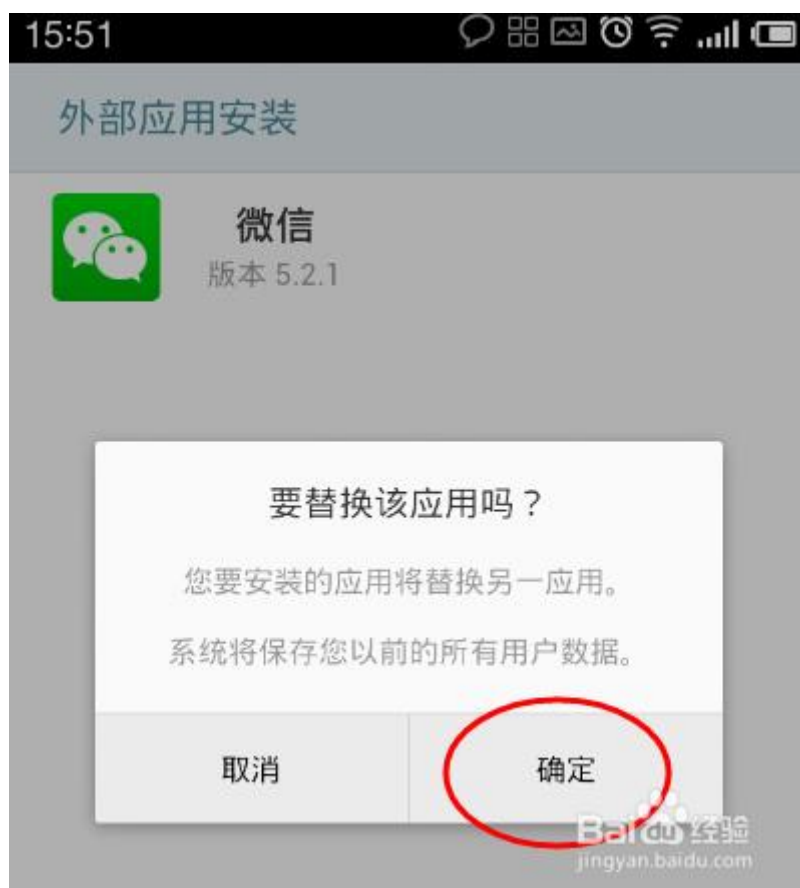 15:51
外部应用安装
微信
版本 5.2.1
要替换该应用吗？
您要安装的应用将替换另一应用。
系统将保存您以前的所有用户数据。
取消
确定
Baidu经验
jingyan.baidu.com